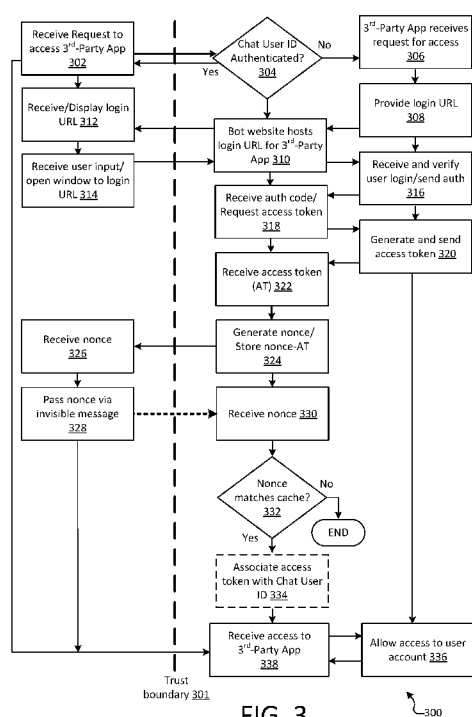 Receive Request to
access 3rd-Party App
302
Chat User ID
Authenticated?
304
No
Yes
3rd-Party App receives
request for access
306
Receive/Display login
URL 312
Provide login URL
308
Bot website hosts
login URL for 3rd-Party
App 310
Receive user input/
open window to login
URL 314
Receive and verify
user login/send auth
316
Receive auth code/
Request access token
318
Generate and send
access token 320
Receive access token
(AT) 322
Receive nonce
326
Generate nonce/
Store nonce-AT
324
Pass nonce via
invisible message
328
Receive nonce 330
Nonce
matches cache?
332
No
END
Yes
Associate access
token with Chat User
ID 334
Receive access to
3rd-Party App
338
Allow access to user
account 336
Trust
boundary 301
300
FIG. 3